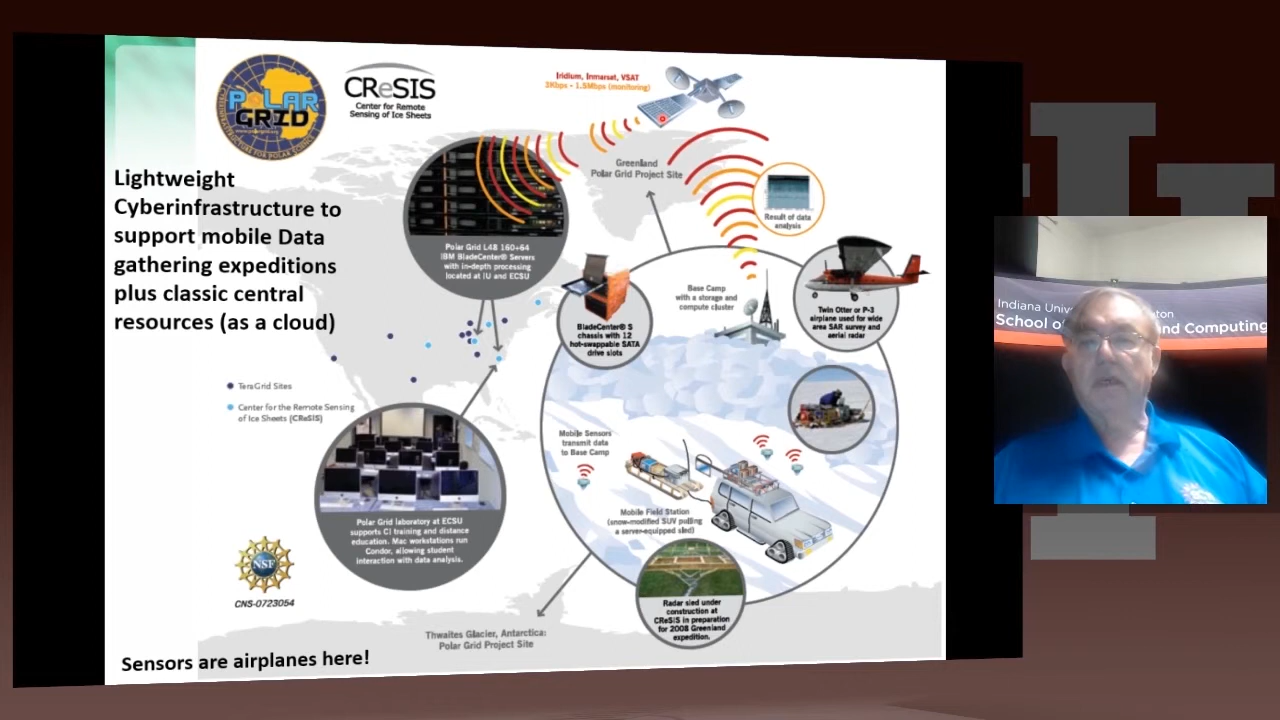 POLAR
GRID
www.polargrid.org
CReSIS
Center for Remote
Sensing of Ice Sheets
Iridium, Inmarsat, VSAT
Greenland
Polar Grid Project Site
Result of data
analysis
Lightweight
Cyberinfrastructure to
support mobile Data
gathering expeditions
plus classic central
resources (as a cloud)
Polar Grid L48 160+64
IBM BladeCenter® Servers
with in-depth processing
located at IU and ECSU
Base Camp
with a storage and
compute cluster
Twin Otter or P-3
airplane used for wide
area SAR survey and
aerial radar
BladeCenter® S
chassis with 12
hot-swappable SATA
drive slots
TeraGrid Sites
Center for the Remote Sensing
of Ice Sheets (CReSIS)
Mobile Sensors
transmit data
to Base Camp
Mobile Field Station
(snow-modified SUV pulling
a server-equipped sled)
Polar Grid laboratory at ECSU
supports CI training and distance
education. Mac workstations run
Condor, allowing student
interaction with data analysis.
Radar sled under
construction at
CReSIS in preparation
for 2008 Greenland
expedition.
NSF
CNS-0723054
Thwaites Glacier, Antarctica:
Polar Grid Project Site
Sensors are airplanes here!
Indiana
School of
and Computing